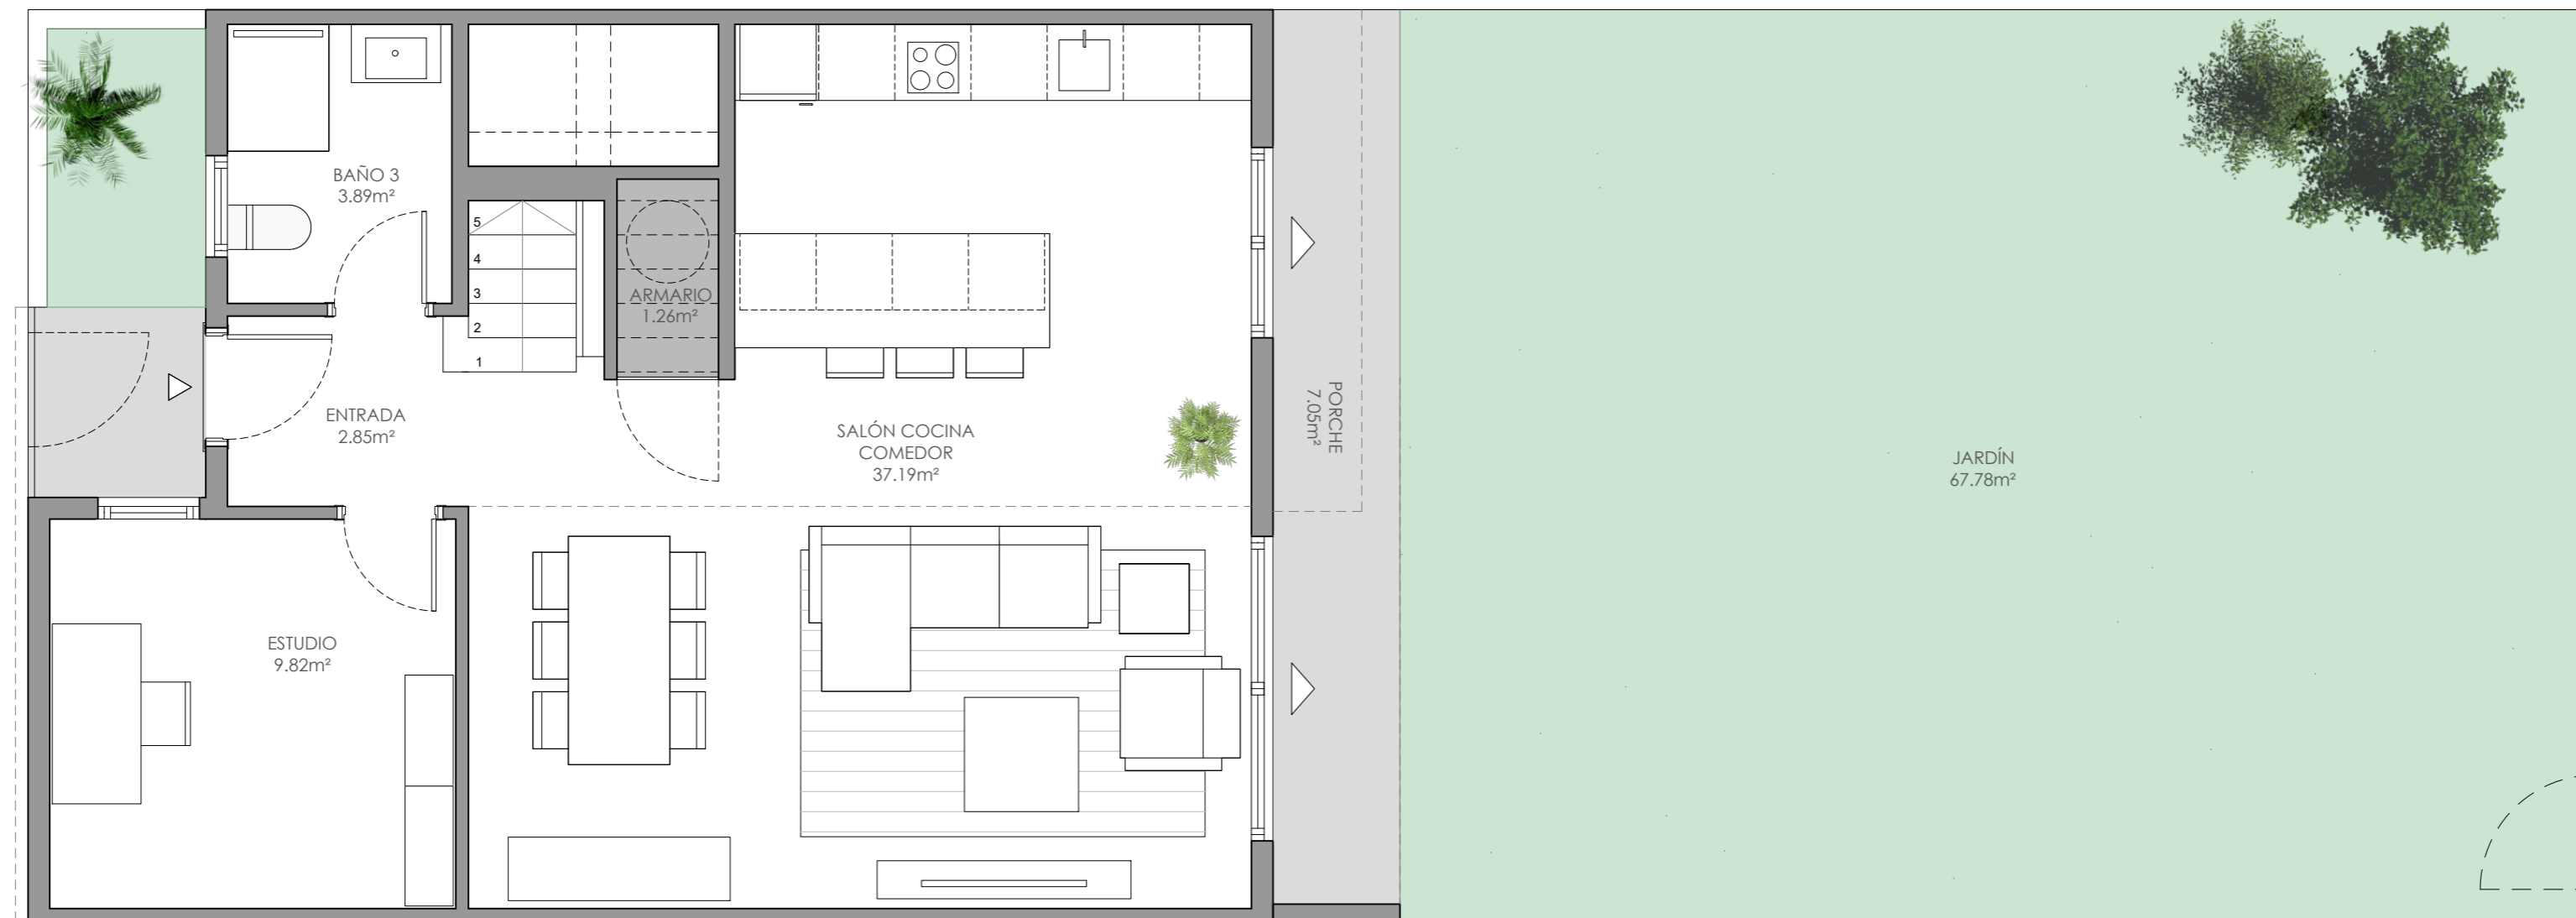 BAÑO 3
3.89m²
5
4
3
2
1
ARMARIO
1.26m²
ENTRADA
2.85m²
SALÓN COCINA
COMEDOR
37.19m²
PORCHE
7.05m²
JARDÍN
67.78m²
ESTUDIO
9.82m²